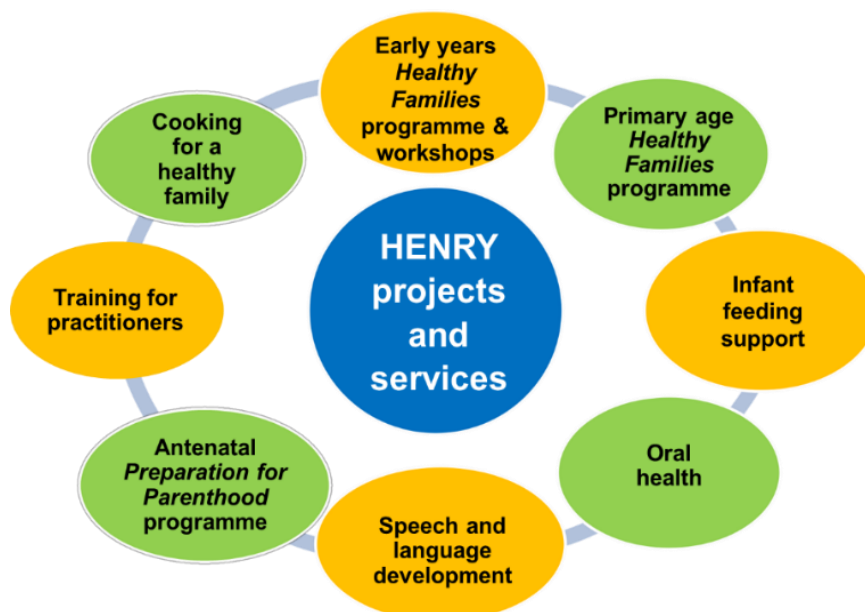 Early years
Healthy
Families
programme &
workshops
Primary age
Healthy
Families
programme
Infant
feeding
support
Oral
health
Speech and
language
development
Antenatal
Preparation for
Parenthood
programme
Training for
practitioners
Cooking
for a
healthy
family
HENRY
projects
and
services